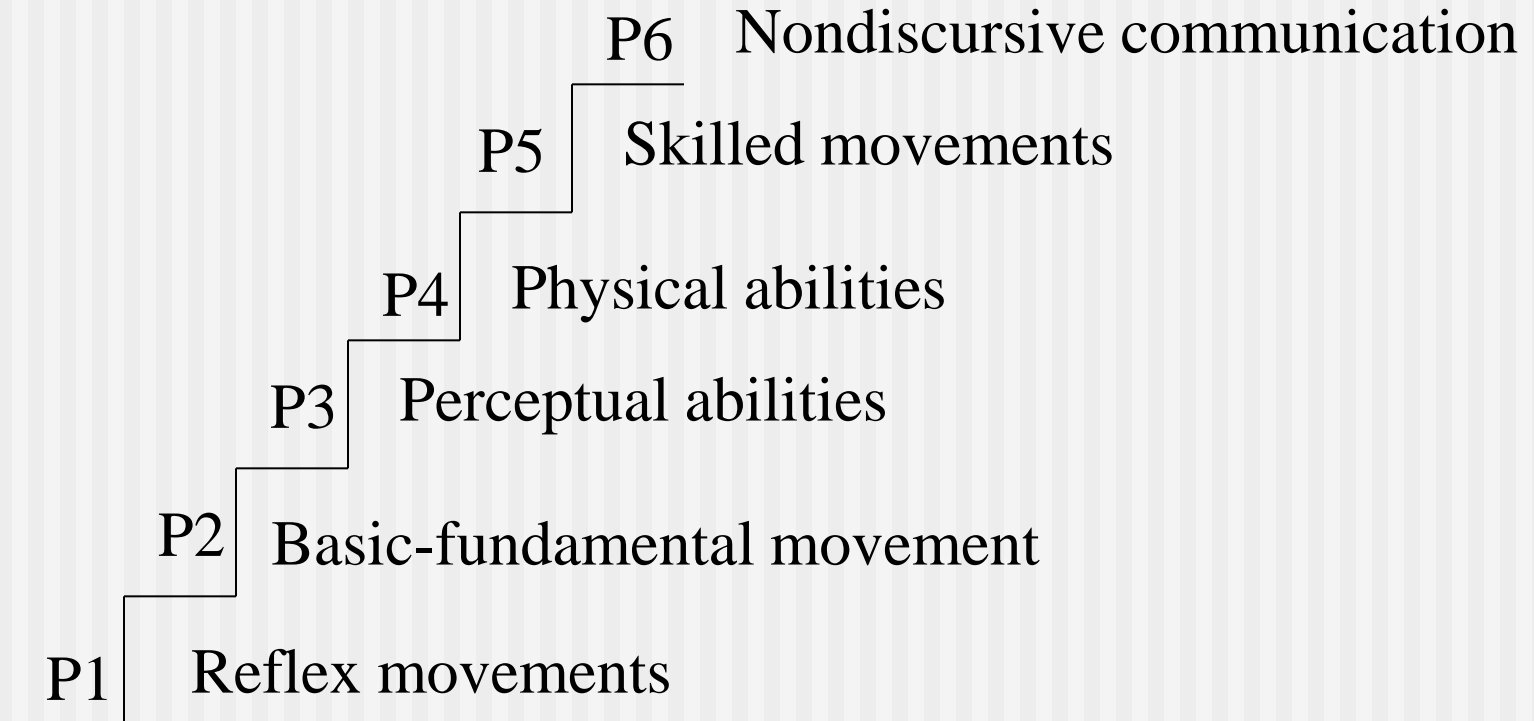 P6 Nondiscursive communication
P5 Skilled movements
P4 Physical abilities
P3 Perceptual abilities
P2 Basic-fundamental movement
P1 Reflex movements